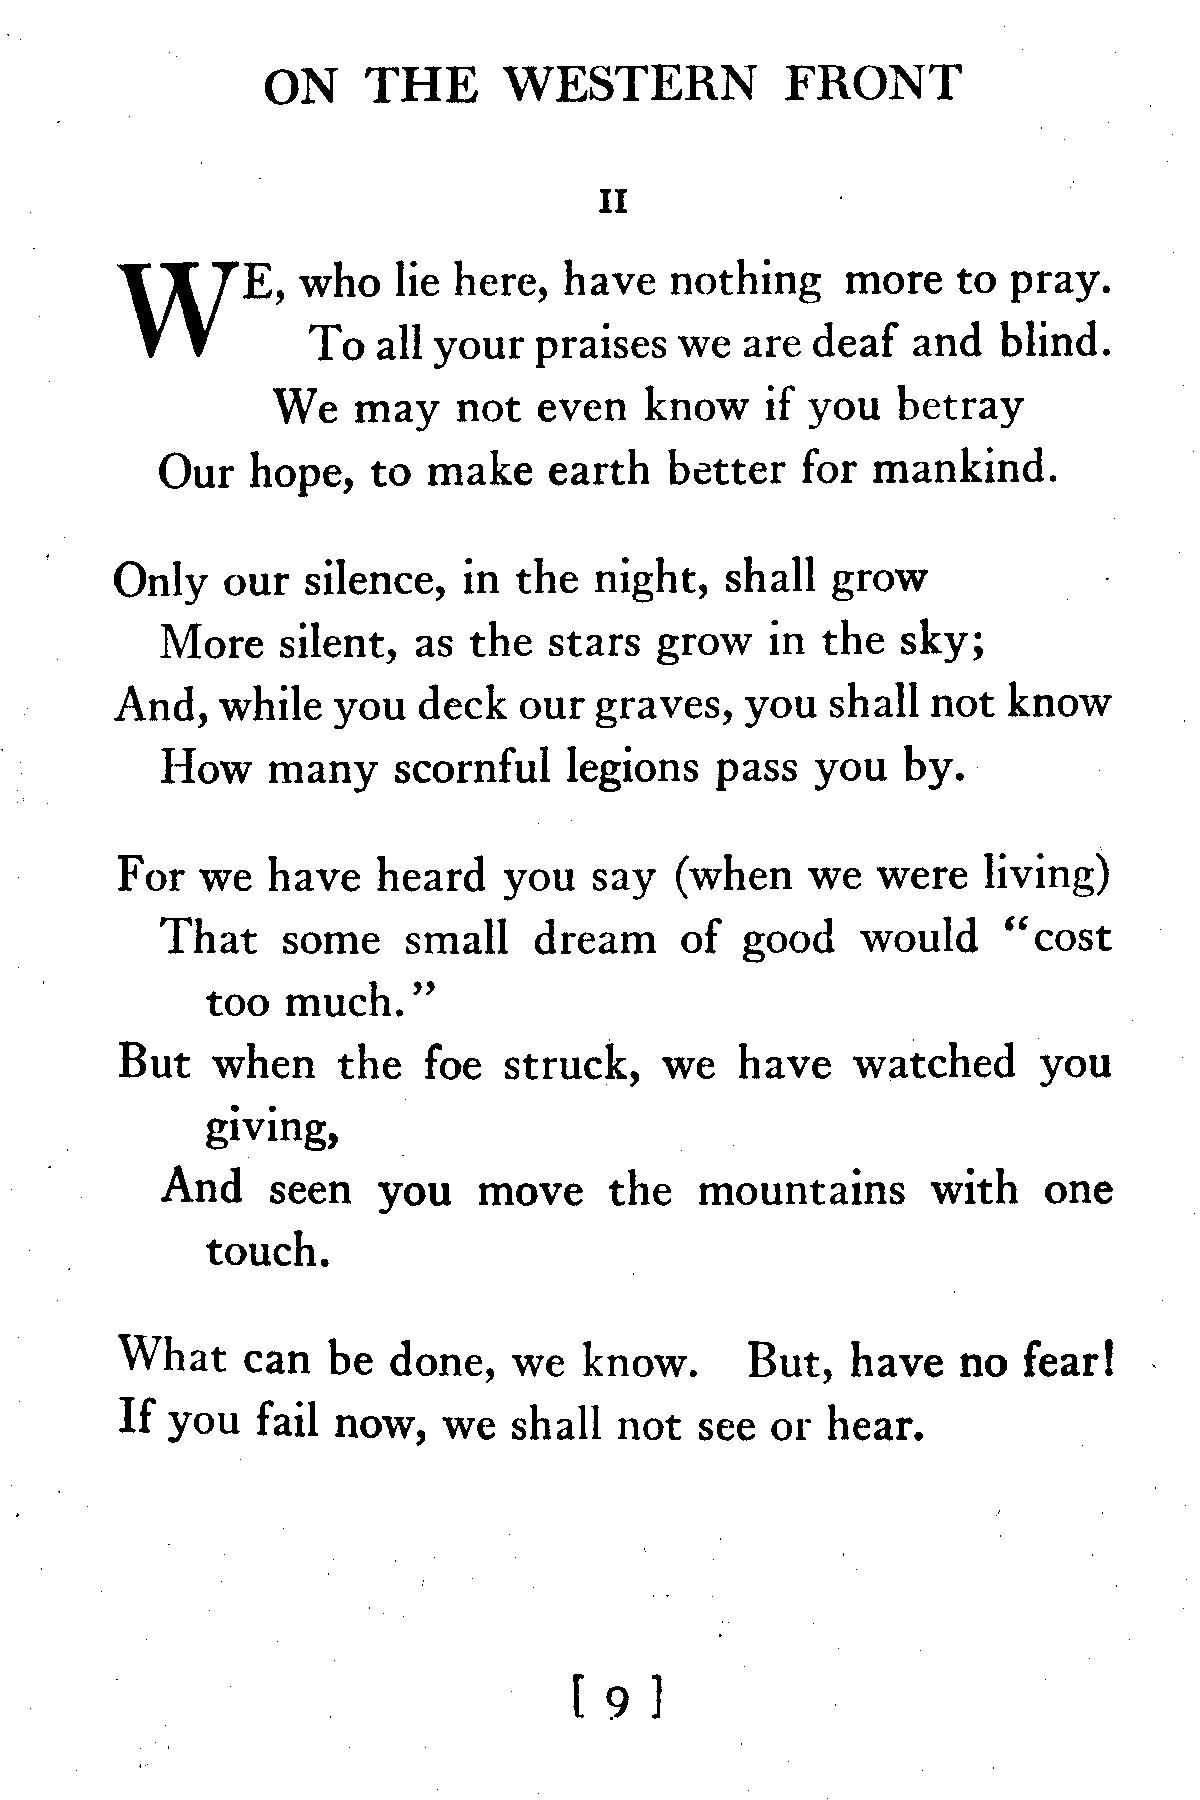 ON THE WESTERN FRONT
II
WE, who lie here, have nothing more to pray.
To all your praises we are deaf and blind.
We may not even know if you betray
Our hope, to make earth better for mankind.
Only our silence, in the night, shall grow
More silent, as the stars grow in the sky;
And, while you deck our graves, you shall not know
How many scornful legions pass you by.
For we have heard you say (when we were living)
That some small dream of good would “cost
too much.”
But when the foe struck, we have watched you
giving,
And seen you move the mountains with one
touch.
What can be done, we know. But, have no fear!
If you fail now, we shall not see or hear.
[ 9 ]